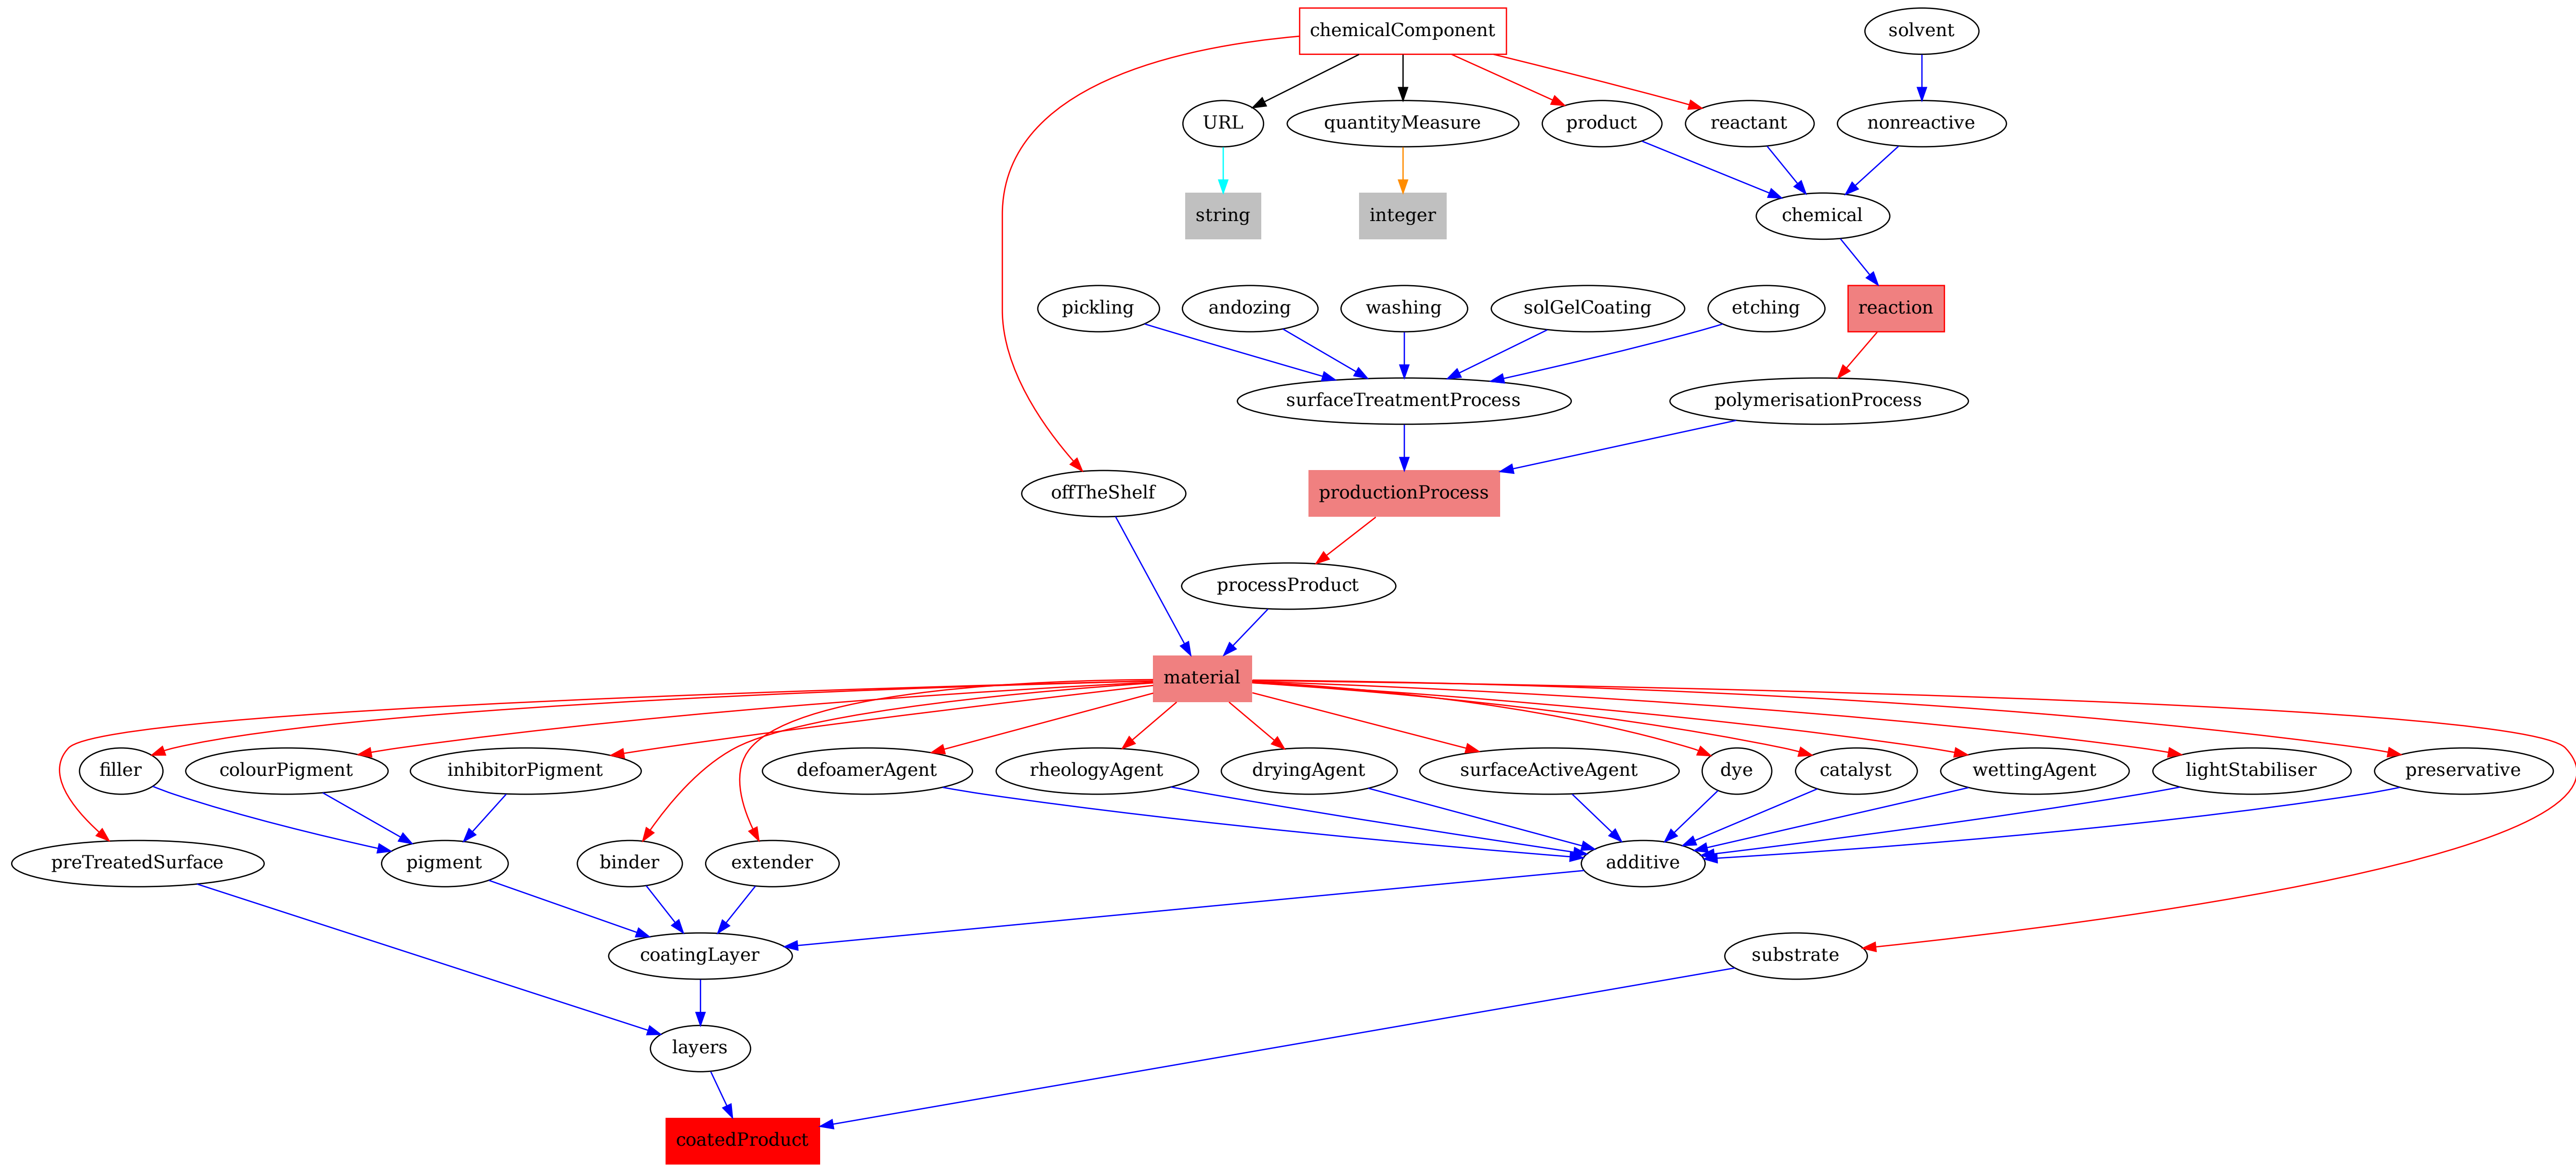 chemicalComponent
solvent
URL
quantityMeasure
product
reactant
nonreactive
string
integer
chemical
pickling
andozing
washing
solGelCoating
etching
reaction
surfaceTreatmentProcess
polymerisationProcess
offTheShelf
productionProcess
processProduct
material
filler
colourPigment
inhibitorPigment
defoamerAgent
rheologyAgent
dryingAgent
surfaceActiveAgent
dye
catalyst
wettingAgent
lightStabiliser
preservative
preTreatedSurface
pigment
binder
extender
additive
coatingLayer
substrate
layers
coatedProduct